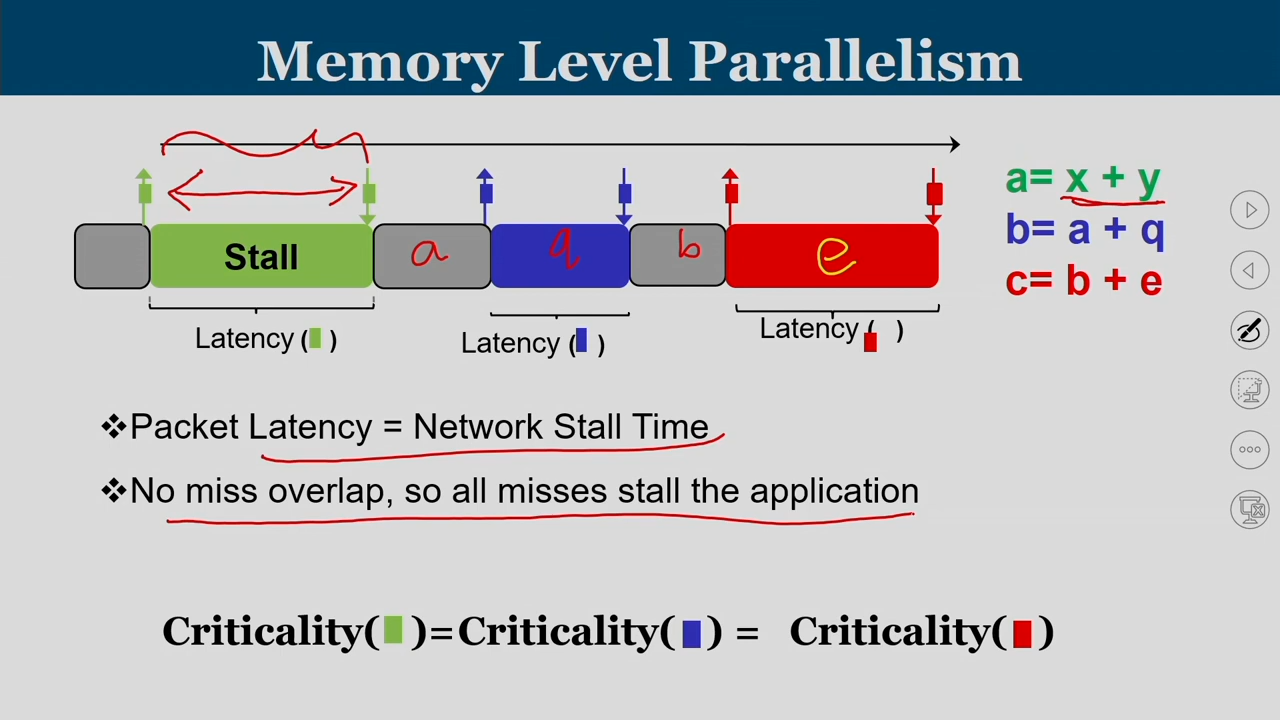 Memory Level Parallelism
a= x + y
b= a + q
c= b + e
Stall a q b e
Latency ( )
Latency ( )
Latency ( )
❖Packet Latency = Network Stall Time
❖No miss overlap, so all misses stall the application
Criticality( )=Criticality( ) = Criticality( )